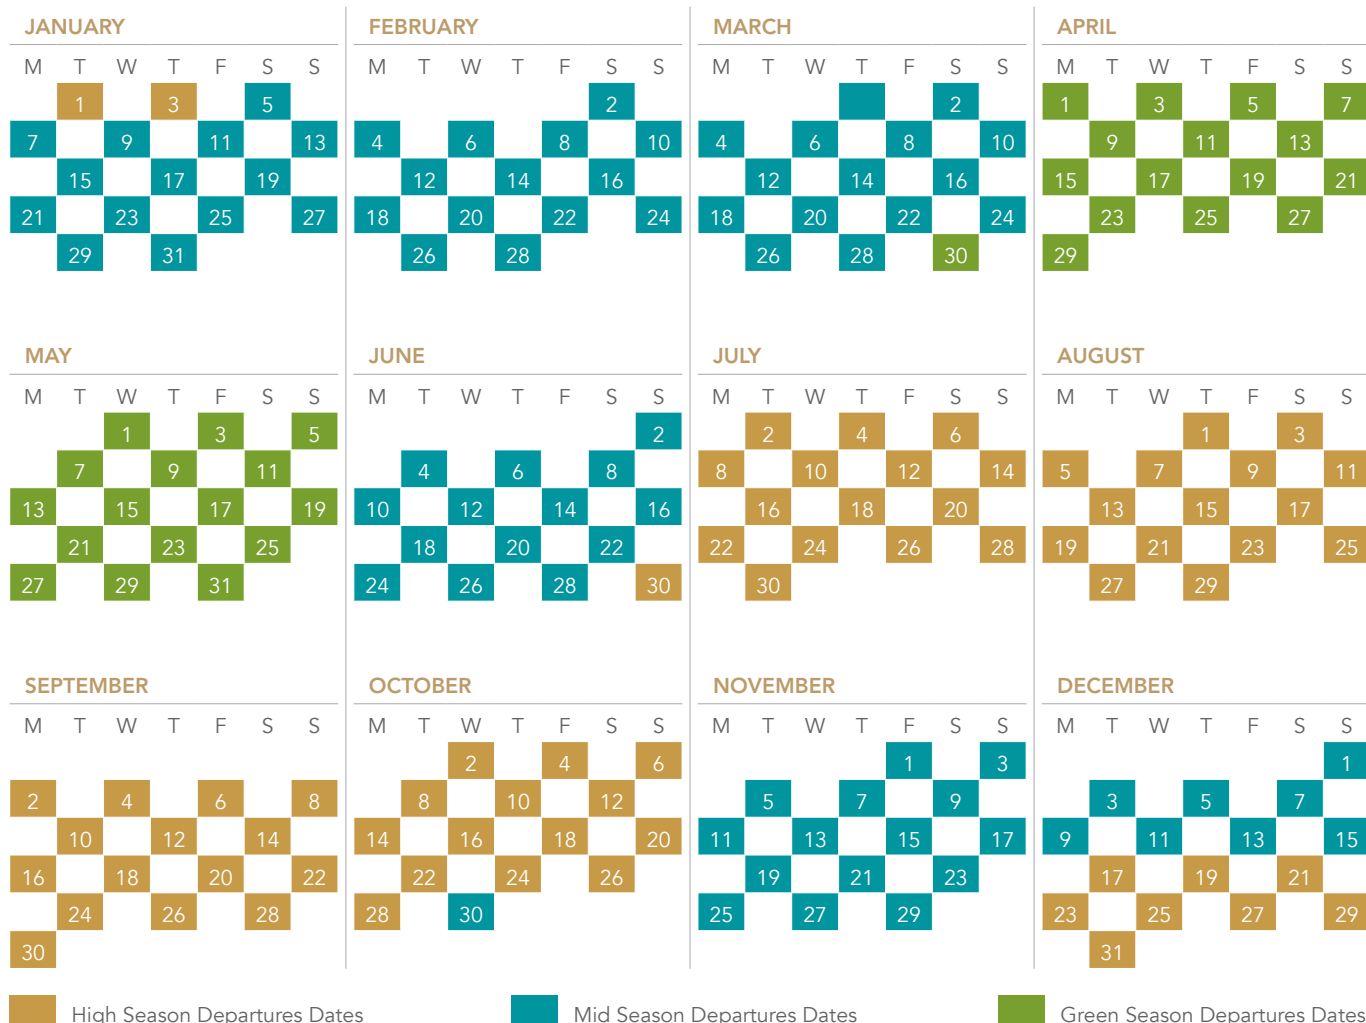 JANUARY FEBRUARY MARCH APRIL
M T W T F S S M T W T F S S M T W T F S S M T W T F S S
1 3 5 2 2 1 3 5 7
7 9 11 13 4 6 8 10 4 6 8 10 9 11 13
15 17 19 12 14 16 12 14 16 15 17 19 21
21 23 25 27 18 20 22 24 18 20 22 24 23 25 27
29 31 26 28 26 28 30 29
MAY JUNE JULY AUGUST
M T W T F S S M T W T F S S M T W T F S S M T W T F S S
1 3 5 2 2 4 6 1 3
7 9 11 4 6 8 8 10 12 14 5 7 9 11
13 15 17 19 10 12 14 16 16 18 20 13 15 17
21 23 25 18 20 22 22 24 26 28 19 21 23 25
27 29 31 24 26 28 30 30 27 29
SEPTEMBER OCTOBER NOVEMBER DECEMBER
M T W T F S S M T W T F S S M T W T F S S M T W T F S S
2 4 6 1 3 1
2 4 6 8 8 10 12 5 7 9 3 5 7
10 12 14 14 16 18 20 11 13 15 17 9 11 13 15
16 18 20 22 22 24 26 19 21 23 17 19 21
24 26 28 28 30 25 27 29 23 25 27 29
30 31
High Season Departures Dates Mid Season Departures Dates Green Season Departures Dates